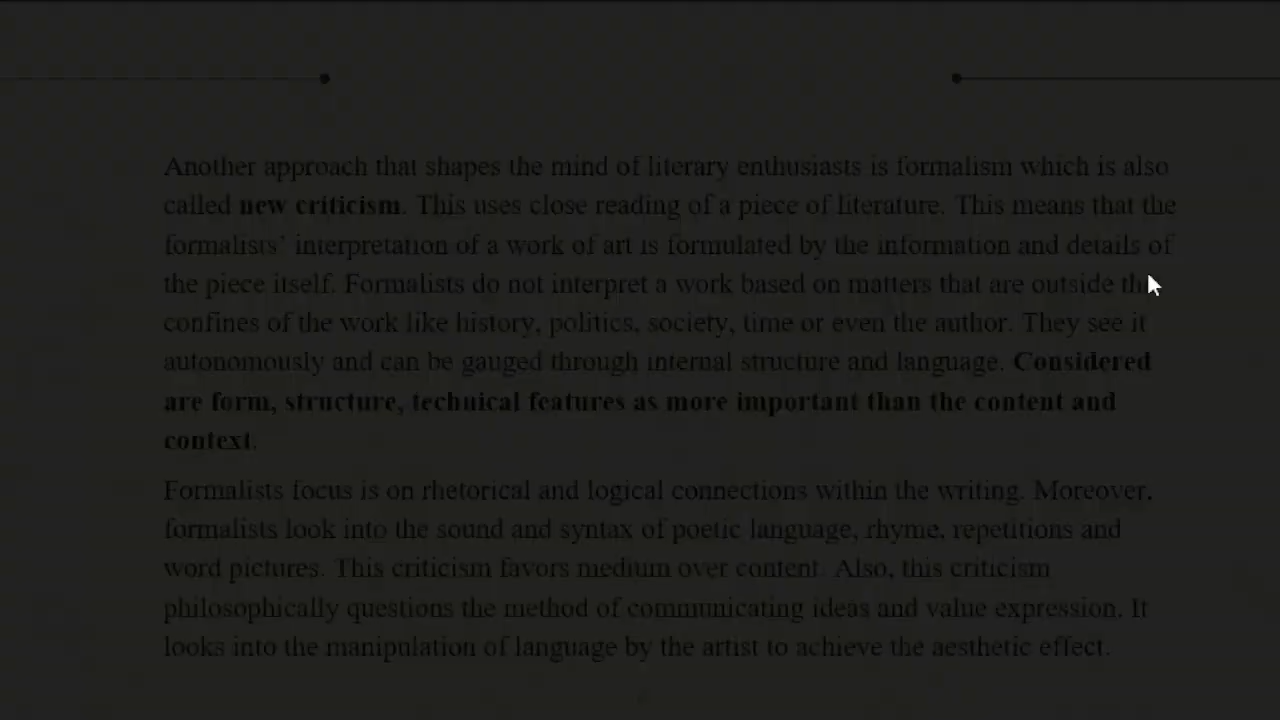 Another approach that shapes the mind of literary enthusiasts is formalism which is also
called new criticism. This uses close reading of a piece of literature. This means that the
formalists' interpretation of a work of art is formulated by the information and details of
the piece itself. Formalists do not interpret a work based on matters that are outside the
confines of the work like history, politics, society, time or even the author. They see it
autonomously and can be gauged through internal structure and language. Considered
are form, structure, technical features as more important than the content and
context.
Formalists focus is on rhetorical and logical connections within the writing. Moreover,
formalists look into the sound and syntax of poetic language, rhyme, repetitions and
word pictures. This criticism favors medium over content. Also, this criticism
philosophically questions the method of communicating ideas and value expression. It
looks into the manipulation of language by the artist to achieve the aesthetic effect.